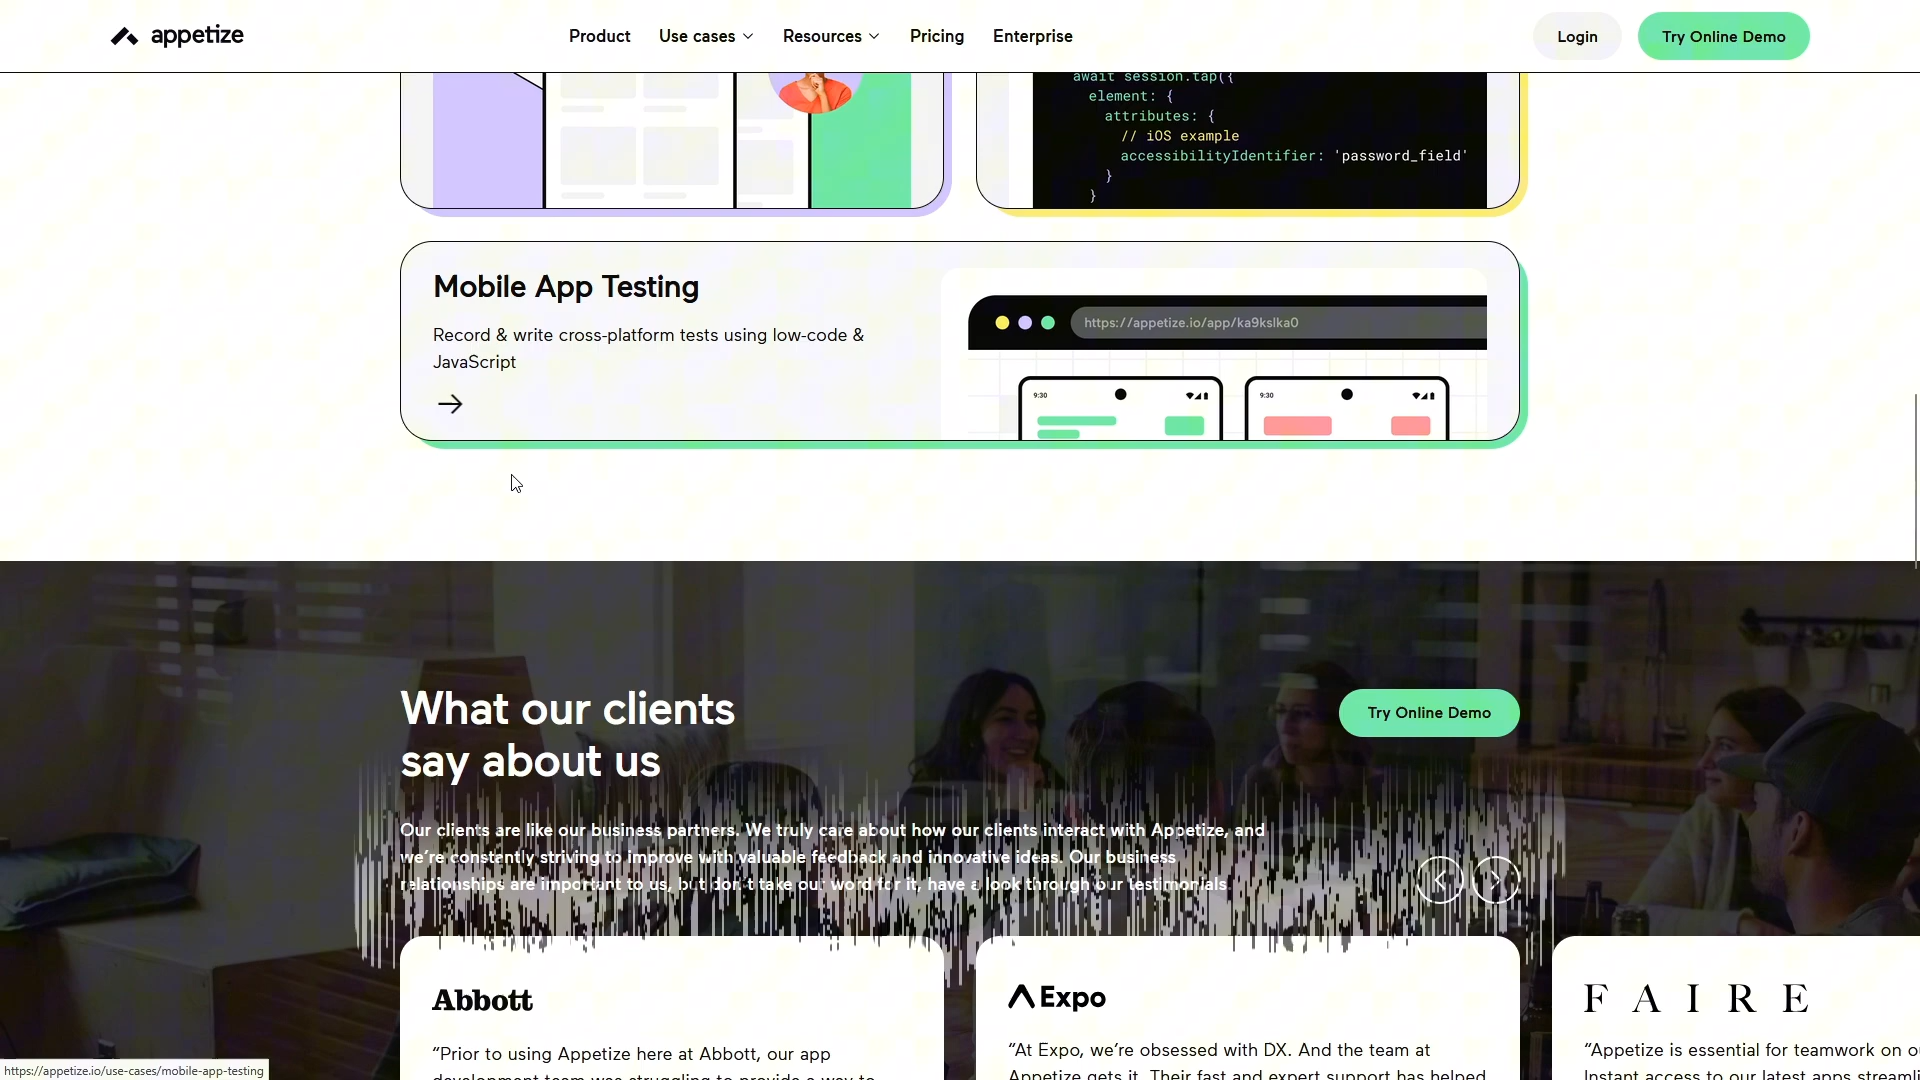 appetize
Product
Use cases
Resources
Pricing
Enterprise
Login
Try Online Demo
await session.tap({
element: {
attributes: {
// iOS example
accessibilityIdentifier: 'password_field'
}
}
Mobile App Testing
Record & write cross-platform tests using low-code &
JavaScript
https://appetize.io/app/ka9kslka0
9:30
9:30
What our clients
say about us
Try Online Demo
Our clients are like our business partners. We truly care about how our clients interact with Appetize, and
we're constantly striving to improve with valuable feedback and innovative ideas. Our business
relationships are important to us, but don't take our word for it, have a look through our testimonials.
Abbott
Expo
FAIRE
“Prior to using Appetize here at Abbott, our app
development team was struggling to provide a way to
“At Expo, we’re obsessed with DX. And the team at
Appetize gets it. Their fast and expert support has helped
“Appetize is essential for teamwork on
Instant access to our latest apps
https://appetize.io/use-cases/mobile-app-testing